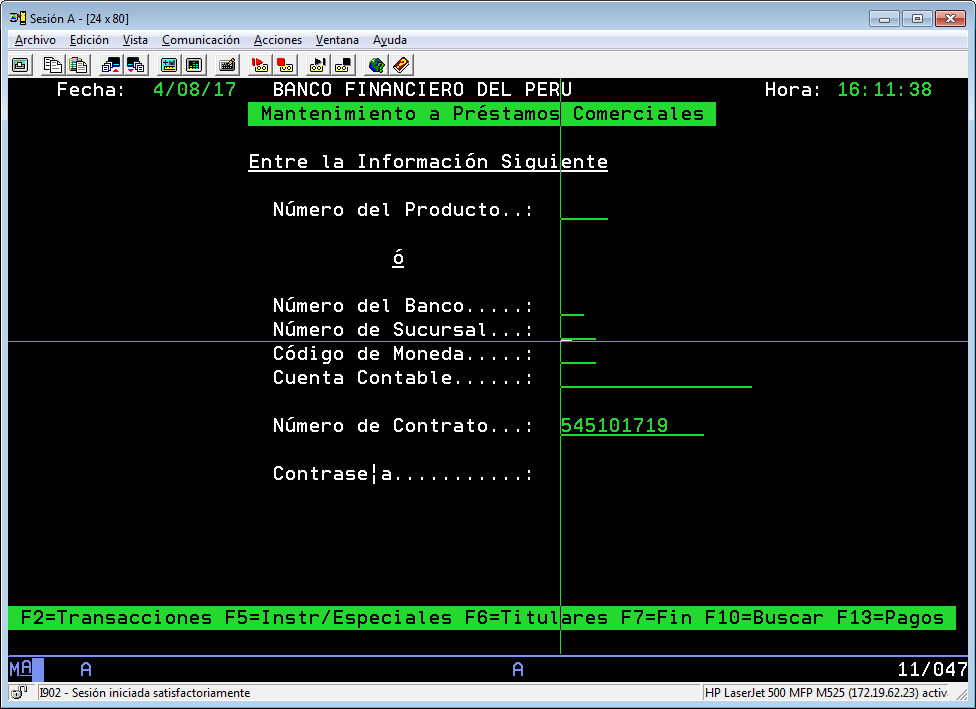 Sesión A - [24 x 80]
Archivo Edición Vista Comunicación Acciones Ventana Ayuda
Fecha: 4/08/17 BANCO FINANCIERO DEL PERU Hora: 16:11:38
Mantenimiento a Préstamos Comerciales
Entre la Información Siguiente
Número del Producto..:
ó
Número del Banco.....:
Número de Sucursal...:
Código de Moneda.....:
Cuenta Contable......:
Número de Contrato...: 545101719
Contrase¦a...........:
F2=Transacciones F5=Instr/Especiales F6=Titulares F7=Fin F10=Buscar F13=Pagos
MA A A 11/047
I902 - Sesión iniciada satisfactoriamente HP LaserJet 500 MFP M525 (172.19.62.23) activ